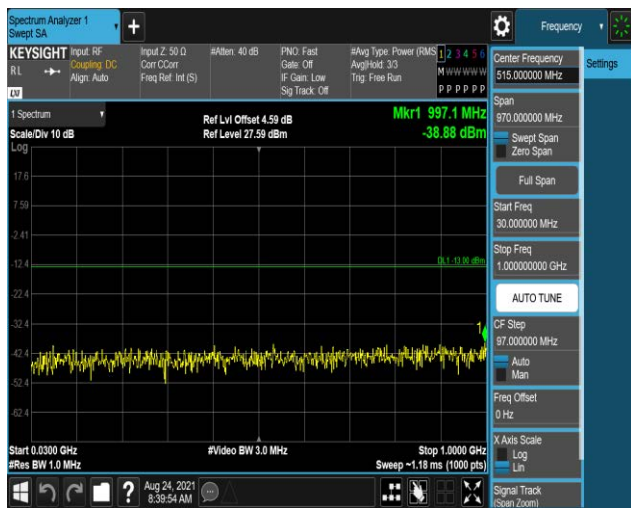 Spectrum Analyzer 1
Swept SA
Frequency
KEYSIGHT
RL
LXI
Input: RF
Coupling: DC
Align: Auto
Input Z: 50 Ω
Corr CCorr
Freq Ref: Int (S)
#Atten: 40 dB
PNO: Fast
Gate: Off
IF Gain: Low
Sig Track: Off
#Avg Type: Power (RMS
Avg|Hold: 3/3
Trig: Free Run
1 2 3 4 5 6
M W W W W W
P P P P P P
1 Spectrum
Scale/Div 10 dB
Log
Ref Lvl Offset 4.59 dB
Ref Level 27.59 dBm
Mkr1 997.1 MHz
-38.88 dBm
17.6
7.59
-2.41
-12.4
DL1 -13.00 dBm
-22.4
-32.4
1
-42.4
-52.4
-62.4
Start 0.0300 GHz
#Res BW 1.0 MHz
#Video BW 3.0 MHz
Stop 1.0000 GHz
Sweep ~1.18 ms (1000 pts)
Aug 24, 2021
8:39:54 AM
Center Frequency
515.000000 MHz
Span
970.000000 MHz
Swept Span
Zero Span
Full Span
Start Freq
30.000000 MHz
Stop Freq
1.000000000 GHz
AUTO TUNE
CF Step
97.000000 MHz
Auto
Man
Freq Offset
0 Hz
X Axis Scale
Log
Lin
Signal Track
(Span Zoom)
Settings